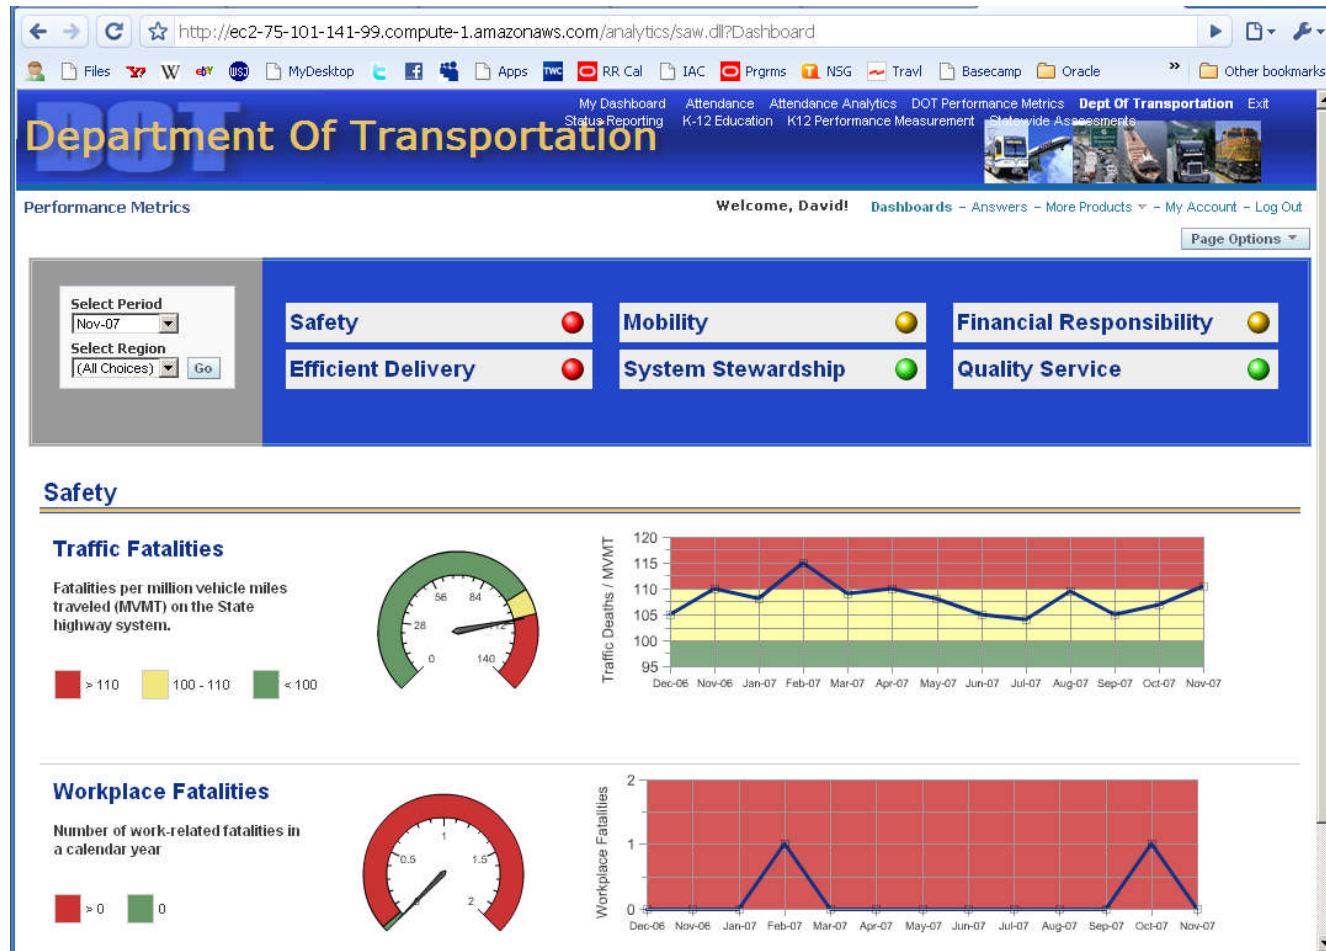 http://ec2-75-101-141-99.compute-1.amazonaws.com/analytics/saw.dll?Dashboard
Files Y? W ebY WSJ MyDesktop t f Apps TWC RR Cal IAC Prgrms NSG Travl Basecamp Oracle » Other bookmarks
My Dashboard Attendance Attendance Analytics DOT Performance Metrics Dept Of Transportation Exit
Status Reporting K-12 Education K12 Performance Measurement Statewide Assesments
DOT
Department Of Transportation
Performance Metrics Welcome, David! Dashboards - Answers - More Products - My Account - Log Out
Page Options
Select Period
Nov-07
Select Region
(All Choices) Go
Safety Mobility Financial Responsibility
Efficient Delivery System Stewardship Quality Service
Safety
Traffic Fatalities
Fatalities per million vehicle miles
traveled (MVMT) on the State
highway system.
> 110 100 - 110 < 100
0 28 56 84 112 140
Traffic Deaths / MVMT
120
115
110
105
100
95
Dec-06 Nov-06 Jan-07 Feb-07 Mar-07 Apr-07 May-07 Jun-07 Jul-07 Aug-07 Sep-07 Oct-07 Nov-07
Workplace Fatalities
Number of work-related fatalities in
a calendar year
> 0 0
0.5 1 1.5 2
Workplace Fatalities
2
1
0
Dec-06 Nov-06 Jan-07 Feb-07 Mar-07 Apr-07 May-07 Jun-07 Jul-07 Aug-07 Sep-07 Oct-07 Nov-07